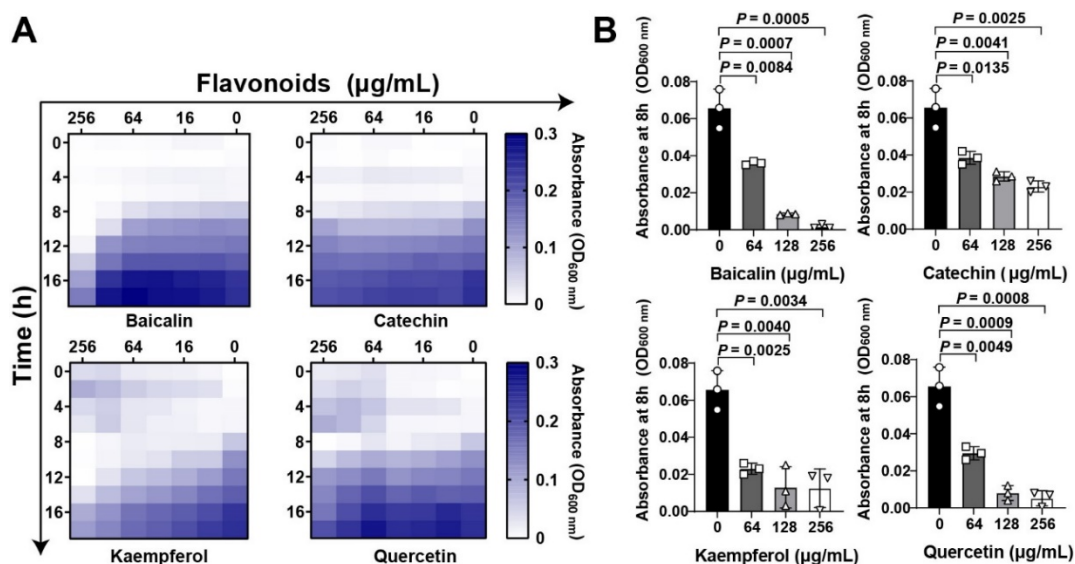 A
Flavonoids (μg/mL)
256 64 16 0
256 64 16 0
0
4
8
12
16
0
4
8
12
16
0.3
0.2
0.1
0
Absorbance (OD600 nm)
Baicalin
Catechin
256 64 16 0
256 64 16 0
0
4
8
12
16
0
4
8
12
16
0.3
0.2
0.1
0
Absorbance (OD600 nm)
Kaempferol
Quercetin
Time (h)
B
P = 0.0005
P = 0.0007
P = 0.0084
Absorbance at 8h (OD600 nm)
0.08
0.06
0.04
0.02
0.00
0 64 128 256
Baicalin (μg/mL)
P = 0.0025
P = 0.0041
P = 0.0135
Absorbance at 8h (OD600 nm)
0.08
0.06
0.04
0.02
0.00
0 64 128 256
Catechin (μg/mL)
P = 0.0034
P = 0.0040
P = 0.0025
Absorbance at 8h (OD600 nm)
0.08
0.06
0.04
0.02
0.00
0 64 128 256
Kaempferol (μg/mL)
P = 0.0008
P = 0.0009
P = 0.0049
Absorbance at 8h (OD600 nm)
0.08
0.06
0.04
0.02
0.00
0 64 128 256
Quercetin (μg/mL)